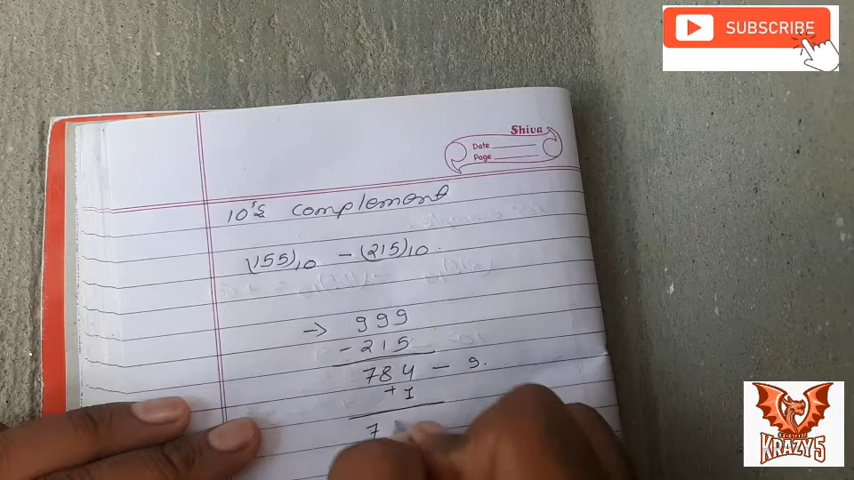 SUBSCRIBE
Shiva
Date
Page
10's complement
(155)10 - (215)10
→ 999
- 215
784 - 9.
+1
7
KRAZY5